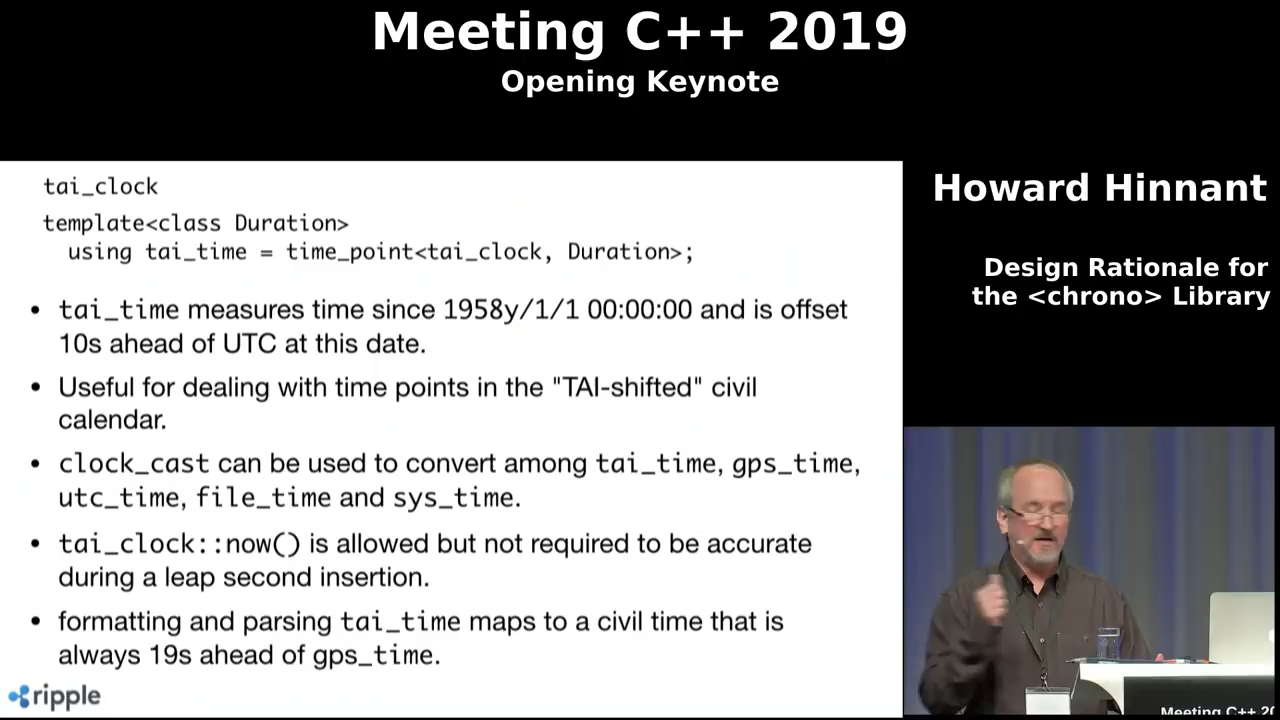 Meeting C++ 2019
Opening Keynote
tai_clock
template<class Duration>
using tai_time = time_point<tai_clock, Duration>;
• tai_time measures time since 1958y/1/1 00:00:00 and is offset
10s ahead of UTC at this date.
• Useful for dealing with time points in the "TAI-shifted" civil
calendar.
• clock_cast can be used to convert among tai_time, gps_time,
utc_time, file_time and sys_time.
• tai_clock::now() is allowed but not required to be accurate
during a leap second insertion.
• formatting and parsing tai_time maps to a civil time that is
always 19s ahead of gps_time.
ripple
Howard Hinnant
Design Rationale for
the <chrono> Library
Meeting C++ 20